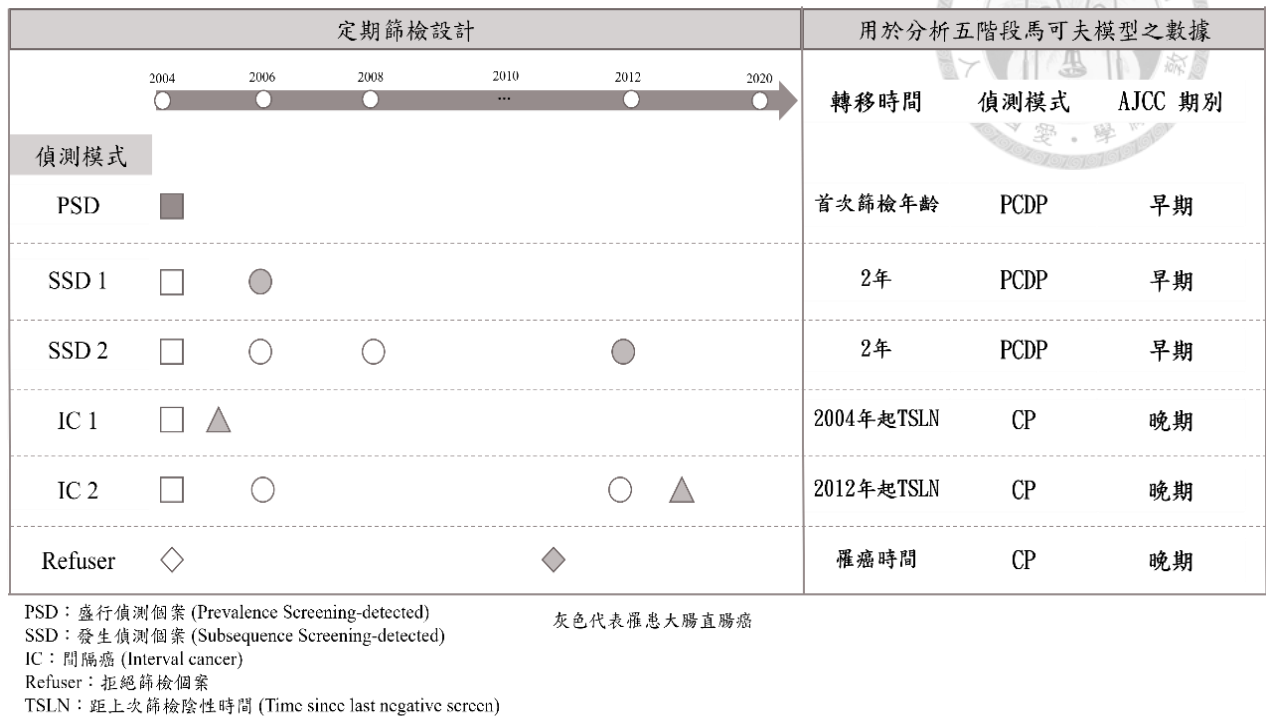 定期篩檢設計 用於分析五階段馬可夫模型之數據
2004 2006 2008 2010 2012 2020
...
轉移時間 偵測模式 AJCC 期別
偵測模式
PSD 首次篩檢年齡 PCDP 早期
SSD 1 2年 PCDP 早期
SSD 2 2年 PCDP 早期
IC 1 2004年起TSLN CP 晚期
IC 2 2012年起TSLN CP 晚期
Refuser 罹癌時間 CP 晚期
PSD：盛行偵測個案 (Prevalence Screening-detected) 灰色代表罹患大腸直腸癌
SSD：發生偵測個案 (Subsequence Screening-detected)
IC：間隔癌 (Interval cancer)
Refuser：拒絕篩檢個案
TSLN：距上次篩檢陰性時間 (Time since last negative screen)